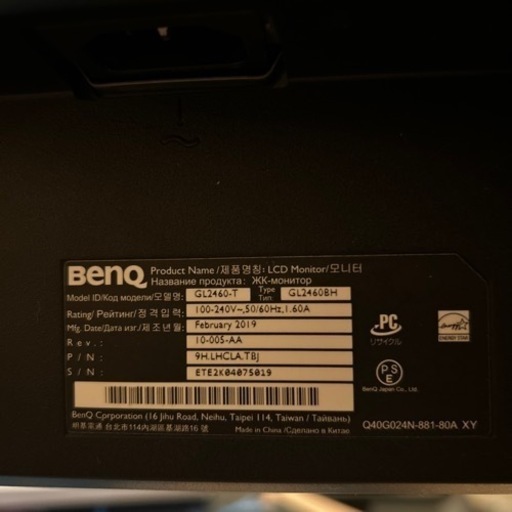 BenQ Product Name /제품명칭: LCD Monitor/모니터
Название продукта: ЖК-монитор
Model ID/Код модели/모델명: GL2460-T Type Тип: GL2460BH
Rating/ Рейтинг/정격입력: 100-240V~,50/60Hz,1.60A
Mfg. Date/Дата изг./제조년월: February 2019
Rev.: 10-005-AA
P / N : 9H.LHCLA.TBJ
S / N : ETE2K04075019
PC
リサイクル
ENERGY STAR
PSE
BenQ Japan Co., Ltd.
BenQ Corporation (16 Jihu Road, Neihu, Taipei 114, Taiwan / Тайвань)
明基電通 台北市114內湖區基湖路16號 Made in China /Сделано в Китае
Q40G024N-881-80A XY